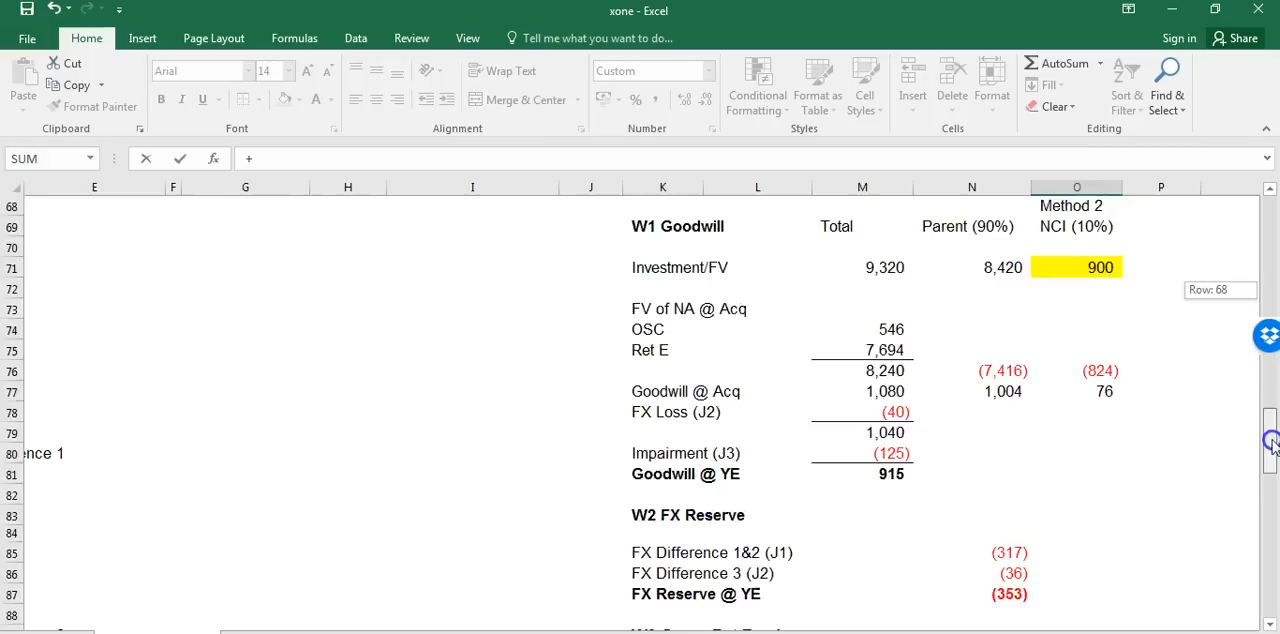 xone - Excel
File Home Insert Page Layout Formulas Data Review View Tell me what you want to do... Sign in Share
Cut
Copy
Format Painter
Paste
Arial 14
B I U
Wrap Text
Merge & Center
Custom
%
Conditional Formatting
Format as Table
Cell Styles
Insert Delete Format
AutoSum
Fill
Clear
Sort & Filter
Find & Select
Clipboard Font Alignment Number Styles Cells Editing
SUM fx +
E F G H I J K L M N O P
68 Method 2
69 W1 Goodwill Total Parent (90%) NCI (10%)
70
71 Investment/FV 9,320 8,420 900
72 Row: 68
73 FV of NA @ Acq
74 OSC 546
75 Ret E 7,694
76 8,240 (7,416) (824)
77 Goodwill @ Acq 1,080 1,004 76
78 FX Loss (J2) (40)
79 1,040
80 ence 1 Impairment (J3) (125)
81 Goodwill @ YE 915
82
83 W2 FX Reserve
84
85 FX Difference 1&2 (J1) (317)
86 FX Difference 3 (J2) (36)
87 FX Reserve @ YE (353)
88